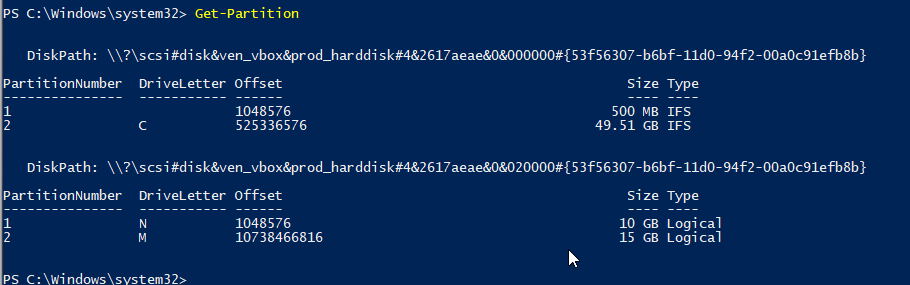 PS C:\Windows\system32> Get-Partition
DiskPath: \\?\scsi#disk&ven_vbox&prod_harddisk#4&2617aeae&0&000000#{53f56307-b6bf-11d0-94f2-00a0c91efb8b}
PartitionNumber DriveLetter Offset Size Type
--------------- ----------- ------ ---- ----
1 1048576 500 MB IFS
2 C 525336576 49.51 GB IFS
DiskPath: \\?\scsi#disk&ven_vbox&prod_harddisk#4&2617aeae&0&020000#{53f56307-b6bf-11d0-94f2-00a0c91efb8b}
PartitionNumber DriveLetter Offset Size Type
--------------- ----------- ------ ---- ----
1 N 1048576 10 GB Logical
2 M 10738466816 15 GB Logical
PS C:\Windows\system32>